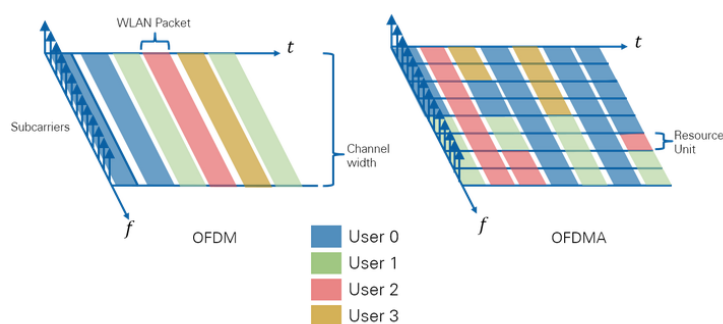 WLAN Packet
t
Subcarriers
Channel
width
f
OFDM
t
Resource
Unit
f
OFDMA
User 0
User 1
User 2
User 3